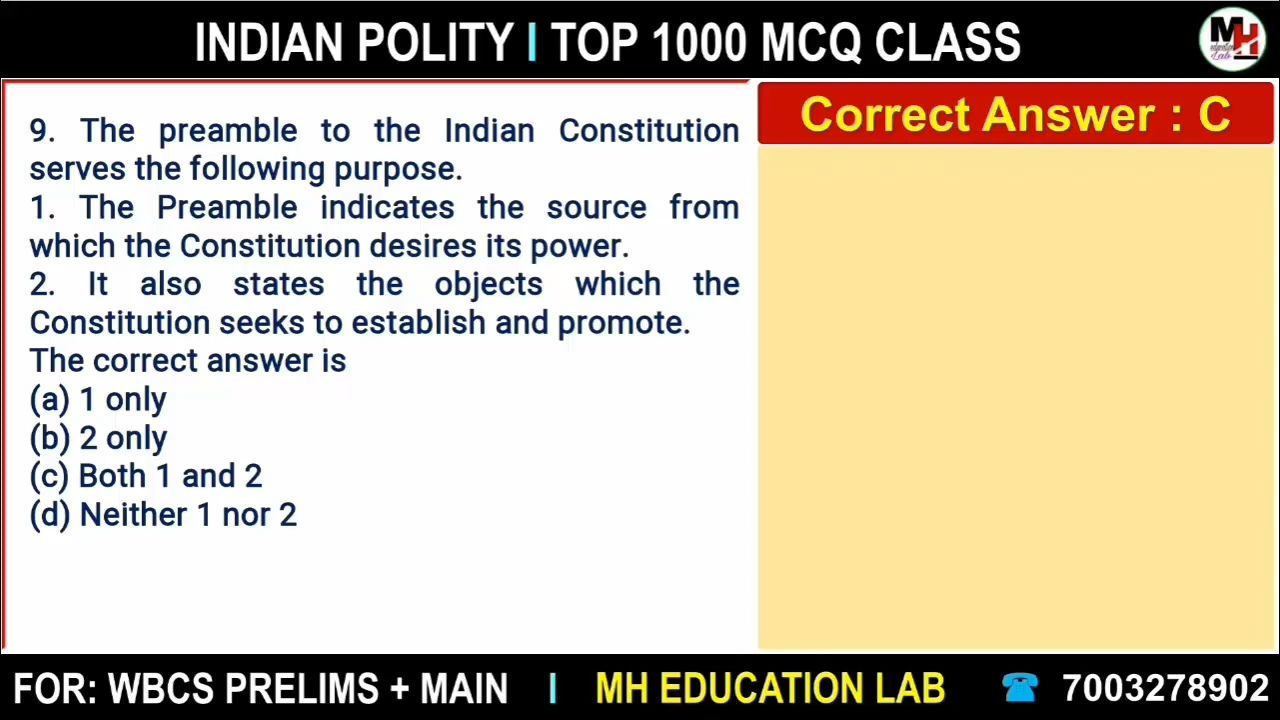 INDIAN POLITY I TOP 1000 MCQ CLASS
MH
education
Lab
9. The preamble to the Indian Constitution
serves the following purpose.
1. The Preamble indicates the source from
which the Constitution desires its power.
2. It also states the objects which the
Constitution seeks to establish and promote.
The correct answer is
(a) 1 only
(b) 2 only
(c) Both 1 and 2
(d) Neither 1 nor 2
Correct Answer : C
FOR: WBCS PRELIMS + MAIN I MH EDUCATION LAB ☎ 7003278902